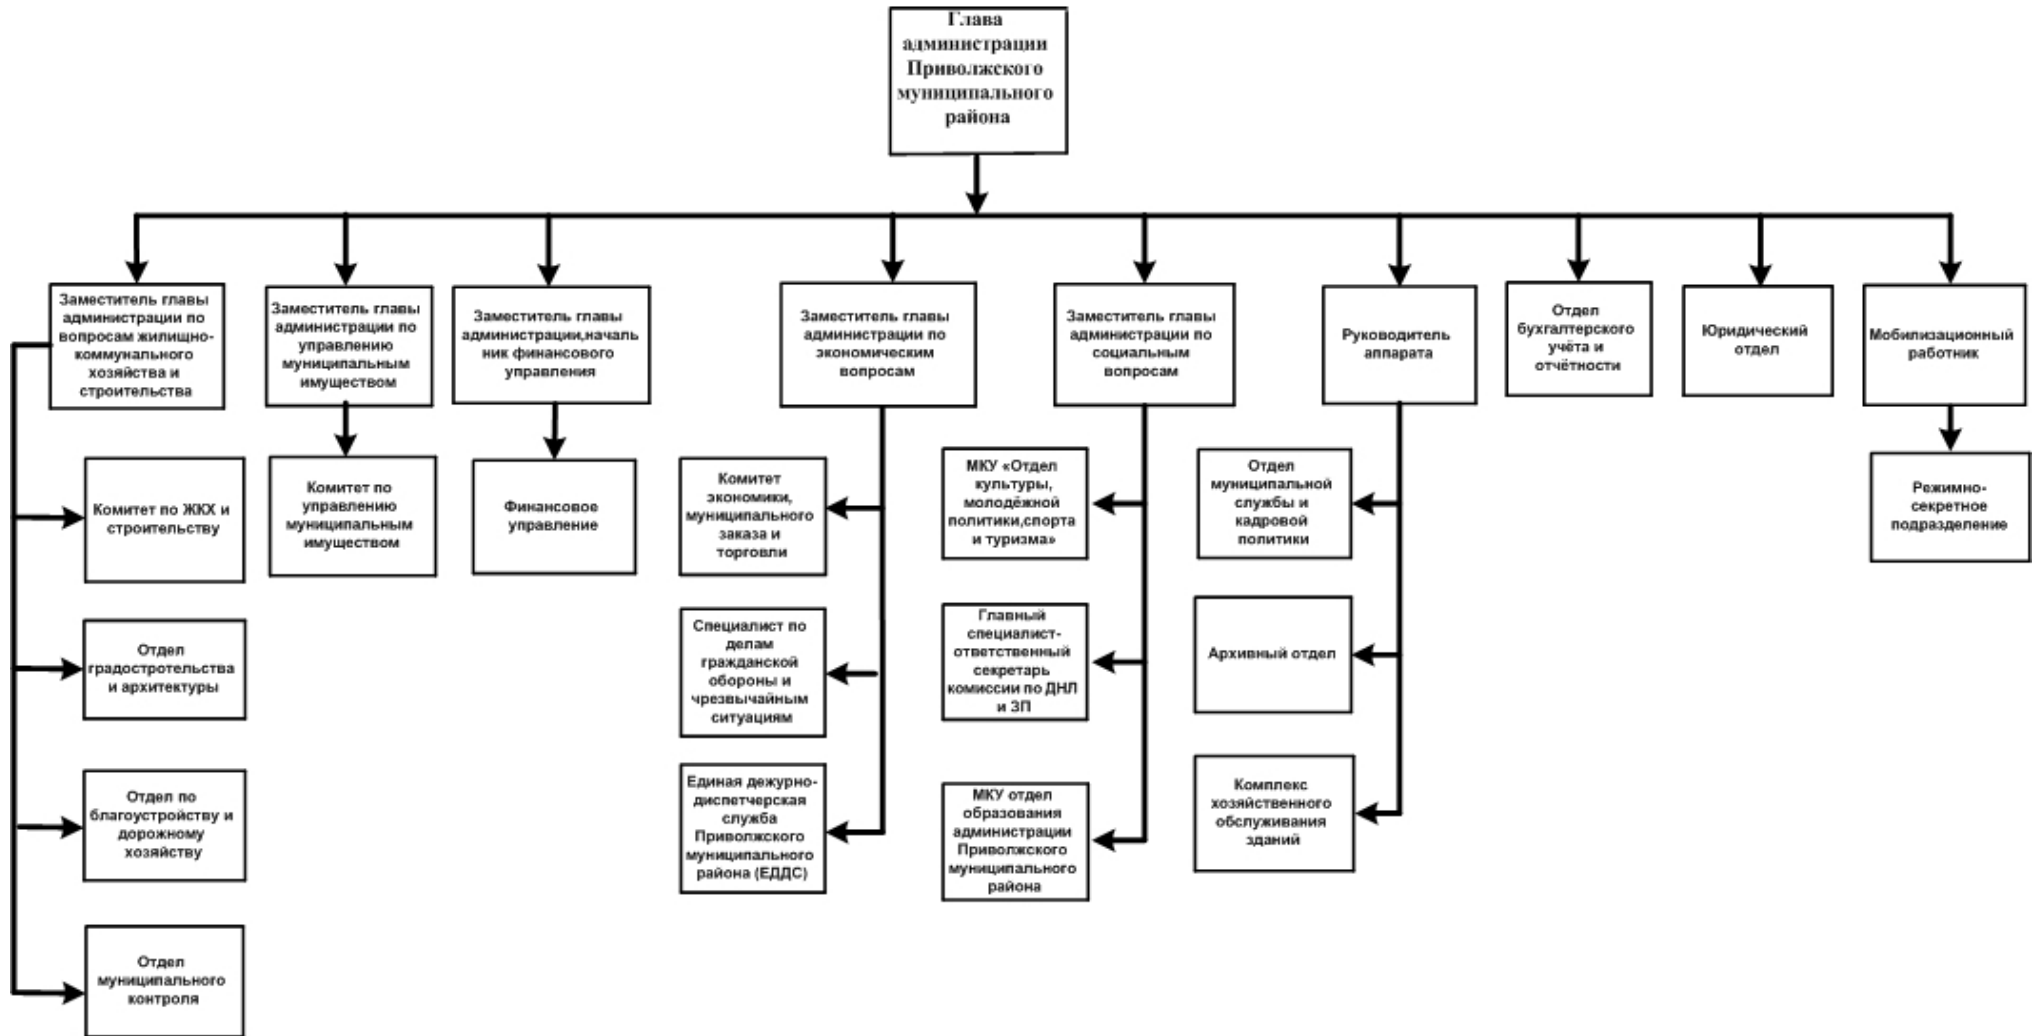 Глава
администрации
Приволжского
муниципального
района
Заместитель главы
администрации по
вопросам жилищно-
коммунального
хозяйства и
строительства
Заместитель главы
администрации по
управлению
муниципальным
имуществом
Заместитель главы
администрации,началь
ник финансового
управления
Заместитель главы
администрации по
экономическим
вопросам
Заместитель главы
администрации по
социальным
вопросам
Руководитель
аппарата
Отдел
бухгалтерского
учёта и
отчётности
Юридический
отдел
Мобилизационный
работник
Комитет по ЖКХ и
строительству
Отдел
градостротельства
и архитектуры
Отдел по
благоустройству и
дорожному
хозяйству
Отдел
муниципального
контроля
Комитет по
управлению
муниципальным
имуществом
Финансовое
управление
Комитет
экономики,
муниципального
заказа и
торговли
Специалист по
делам
гражданской
обороны и
чрезвычайным
ситуациям
Единая дежурно-
диспетчерская
служба
Приволжского
муниципального
района (ЕДДС)
МКУ «Отдел
культуры,
молодёжной
политики,спорта
и туризма»
Главный
специалист-
ответственный
секретарь
комиссии по ДНЛ
и ЗП
МКУ отдел
образования
администрации
Приволжского
муниципального
района
Отдел
муниципальной
службы и
кадровой
политики
Архивный отдел
Комплекс
хозяйственного
обслуживания
зданий
Режимно-
секретное
подразделение